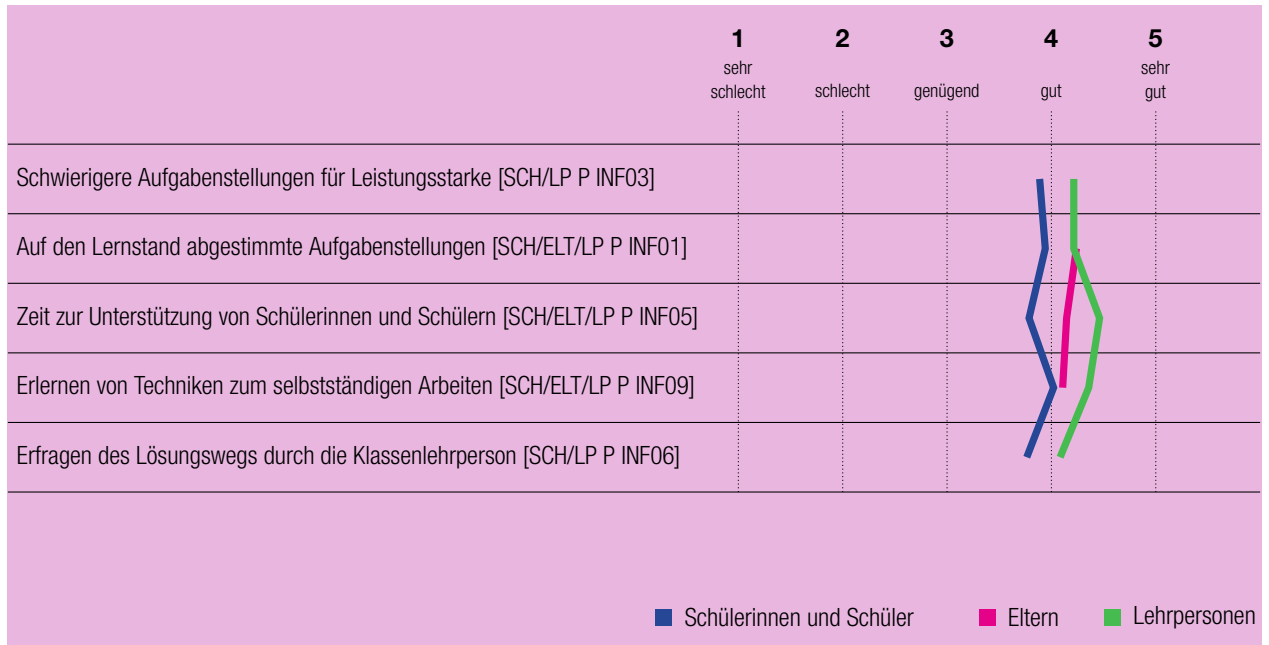 1 2 3 4 5
sehr schlecht schlecht genügend gut sehr gut
Schwierigere Aufgabenstellungen für Leistungsstarke [SCH/LP P INF03]
Auf den Lernstand abgestimmte Aufgabenstellungen [SCH/ELT/LP P INF01]
Zeit zur Unterstützung von Schülerinnen und Schülern [SCH/ELT/LP P INF05]
Erlernen von Techniken zum selbstständigen Arbeiten [SCH/ELT/LP P INF09]
Erfragen des Lösungswegs durch die Klassenlehrperson [SCH/LP P INF06]
Schülerinnen und Schüler Eltern Lehrpersonen